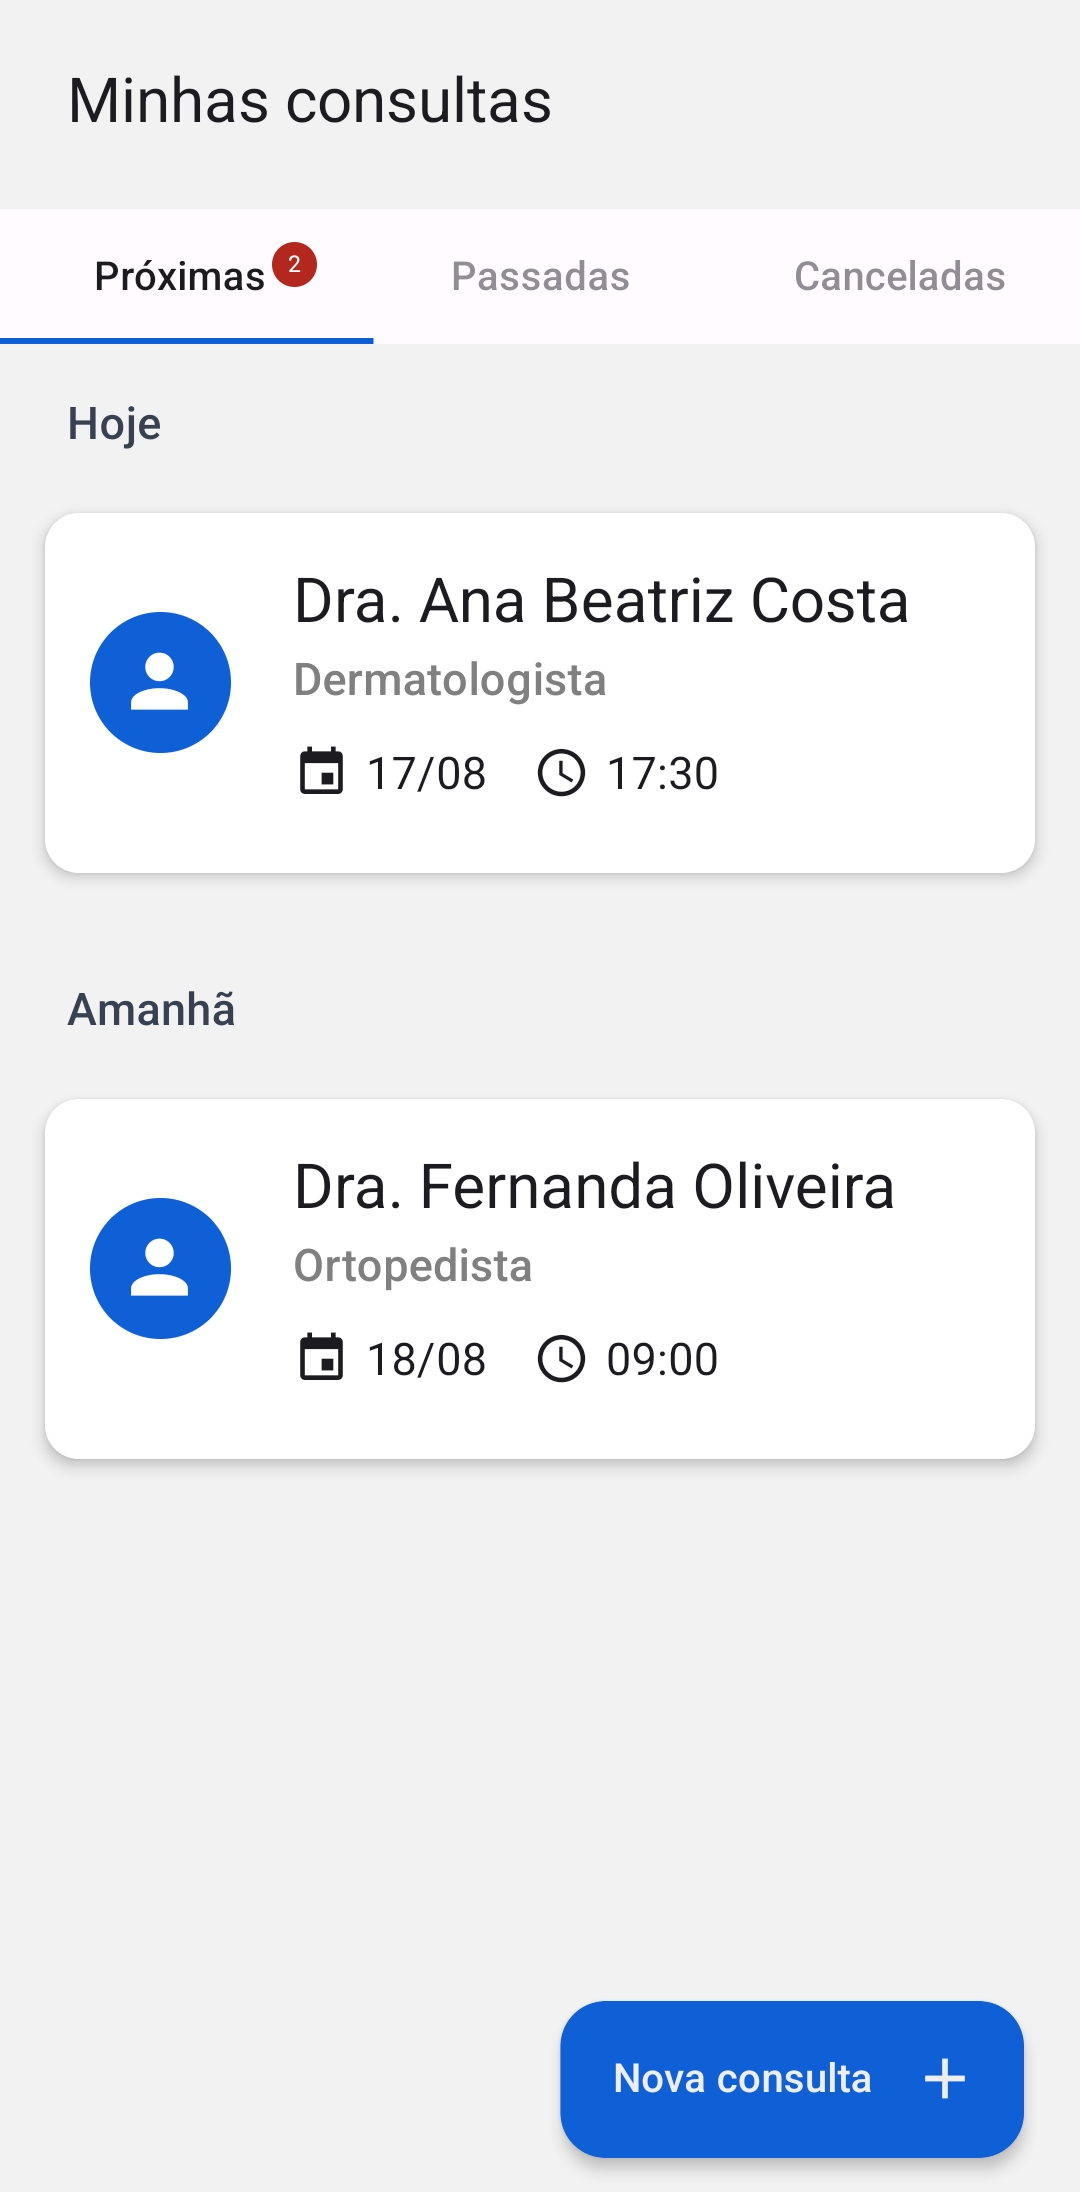 Minhas consultas
Próximas 2 Passadas Canceladas
Hoje
Dra. Ana Beatriz Costa
Dermatologista
17/08 17:30
Amanhã
Dra. Fernanda Oliveira
Ortopedista
18/08 09:00
Nova consulta